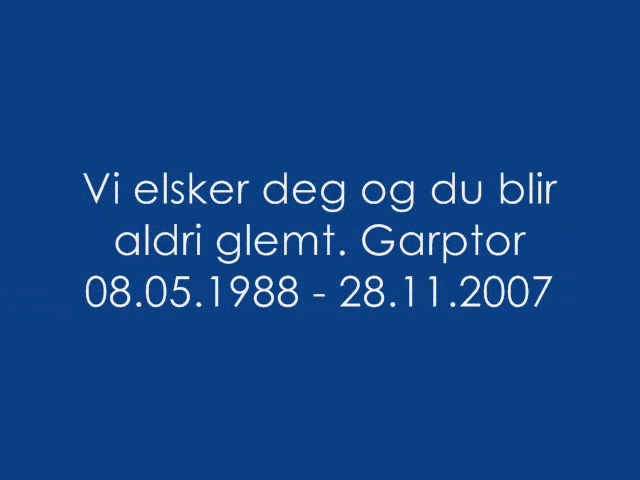 Vi elsker deg og du blir
aldri glemt. Garptor
08.05.1988 - 28.11.2007